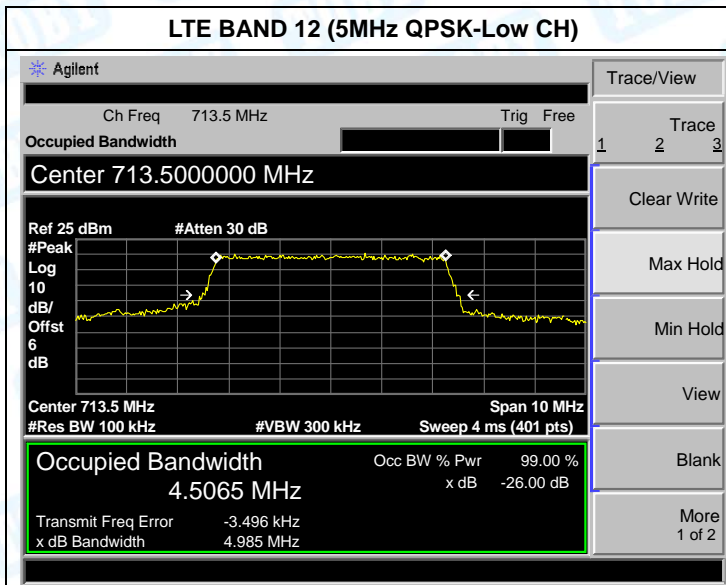 LTE BAND 12 (5MHz QPSK-Low CH)
Agilent
Trace/View
Ch Freq 713.5 MHz Trig Free
Occupied Bandwidth
Trace
1 2 3
Center 713.5000000 MHz
Clear Write
Ref 25 dBm #Atten 30 dB
#Peak
Log
10
dB/
Offst
6
dB
Max Hold
Min Hold
Center 713.5 MHz Span 10 MHz
#Res BW 100 kHz #VBW 300 kHz Sweep 4 ms (401 pts)
View
Occupied Bandwidth Occ BW % Pwr 99.00 %
4.5065 MHz x dB -26.00 dB
Blank
Transmit Freq Error -3.496 kHz
x dB Bandwidth 4.985 MHz
More
1 of 2